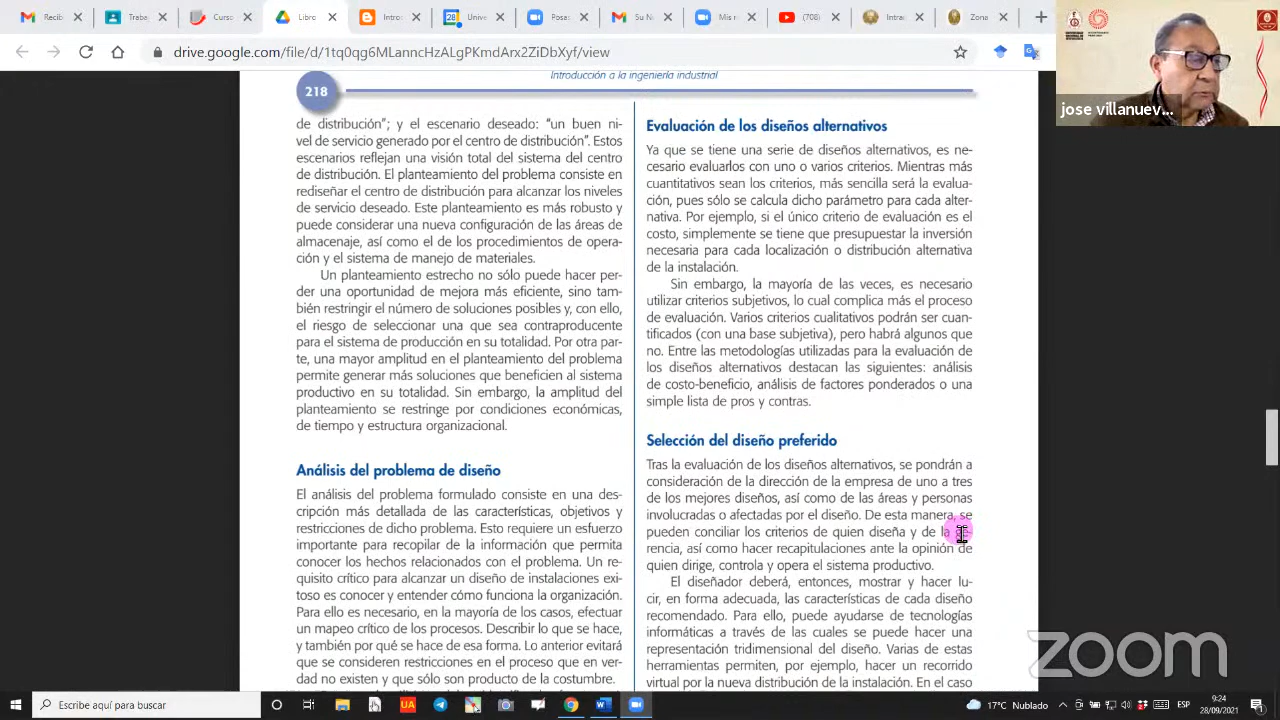 Curso
Libro
Blog
Intro
Unive
Su No
Mi un
Intrar
Zona
drive.google.com/file/d/
/view
Introducción a la ingeniería industrial
218
de distribución", y el escenario deseado: "un buen ni-
vel de servicio generado por el centro de distribución". Estos
escenarios reflejan una visión total del sistema del centro
de distribución. El planteamiento del problema consiste en
rediseñar el centro de distribución para alcanzar los niveles
de servicio deseado. Este planteamiento es más robusto y
puede considerar una nueva configuración de las áreas de
almacenaje, así como el de los procedimientos de opera-
ción y el sistema de manejo de materiales.
Un planteamiento estrecho no sólo puede hacer per-
der una oportunidad de mejora más eficiente, sino tam-
bién restringir el número de soluciones posibles y, con ello,
el riesgo de seleccionar una que sea contraproducente
para el sistema de producción en su totalidad. Por otra par-
te, una mayor amplitud en el planteamiento del problema
permite generar más soluciones que beneficien al sistema
productivo en su totalidad. Sin embargo, la amplitud del
planteamiento se restringe por condiciones económicas,
de tiempo y estructura organizacional.
Análisis del problema de diseño
El análisis del problema formulado consiste en una des-
cripción más detallada de las características, objetivos y
restricciones de dicho problema. Esto requiere un esfuerzo
importante para recopilar de la información que permita
conocer los hechos relacionados con el problema. Un re-
quisito crítico para alcanzar un diseño de instalaciones exi-
toso es conocer y entender cómo funciona la organización.
Para ello es necesario, en la mayoría de los casos, efectuar
un mapeo crítico de los procesos. Describir lo que se hace,
y también por qué se hace de esa forma. Lo anterior evitará
que se consideren restricciones en el proceso que en ver-
dad no existen y que sólo son producto de la costumbre.
Evaluación de los diseños alternativos
Ya que se tiene una serie de diseños alternativos, es ne-
cesario evaluarlos con uno o varios criterios. Mientras más
cuantitativos sean los criterios, más sencilla será la evalua-
ción, pues sólo se calcula dicho parámetro para cada alter-
nativa. Por ejemplo, si el único criterio de evaluación es el
costo, simplemente se tiene que presupuestar la inversión
necesaria para cada localización o distribución alternativa
de la instalación.
Sin embargo, la mayoría de las veces, es necesario
utilizar criterios subjetivos, lo cual complica más el proceso
de evaluación. Varios criterios cualitativos podrán ser cuan-
tificados (con una base subjetiva), pero habrá algunos que
no. Entre las metodologías utilizadas para la evaluación de
los diseños alternativos destacan las siguientes: análisis
de costo-beneficio, análisis de factores ponderados o una
simple lista de pros y contras.
Selección del diseño preferido
Tras la evaluación de los diseños alternativos, se pondrán a
consideración de la dirección de la empresa de uno a tres
de los mejores diseños, así como de las áreas y personas
involucradas o afectadas por el diseño. De esta manera, se
pueden conciliar los criterios de quien diseña y de la
rencia, así como hacer recapitulaciones ante la opinión de
quien dirige, controla y opera el sistema productivo.
El diseñador deberá, entonces, mostrar y hacer lu-
cir, en forma adecuada, las características de cada diseño
recomendado. Para ello, puede ayudarse de tecnologías
informáticas a través de las cuales se puede hacer una
representación tridimensional del diseño. Varias de estas
herramientas permiten, por ejemplo, hacer un recorrido
virtual por la nueva distribución de la instalación. En el caso
jose villanuev...
zoom
Escribe aquí para buscar
17°C Nublado
ESP
9:24
28/09/2021